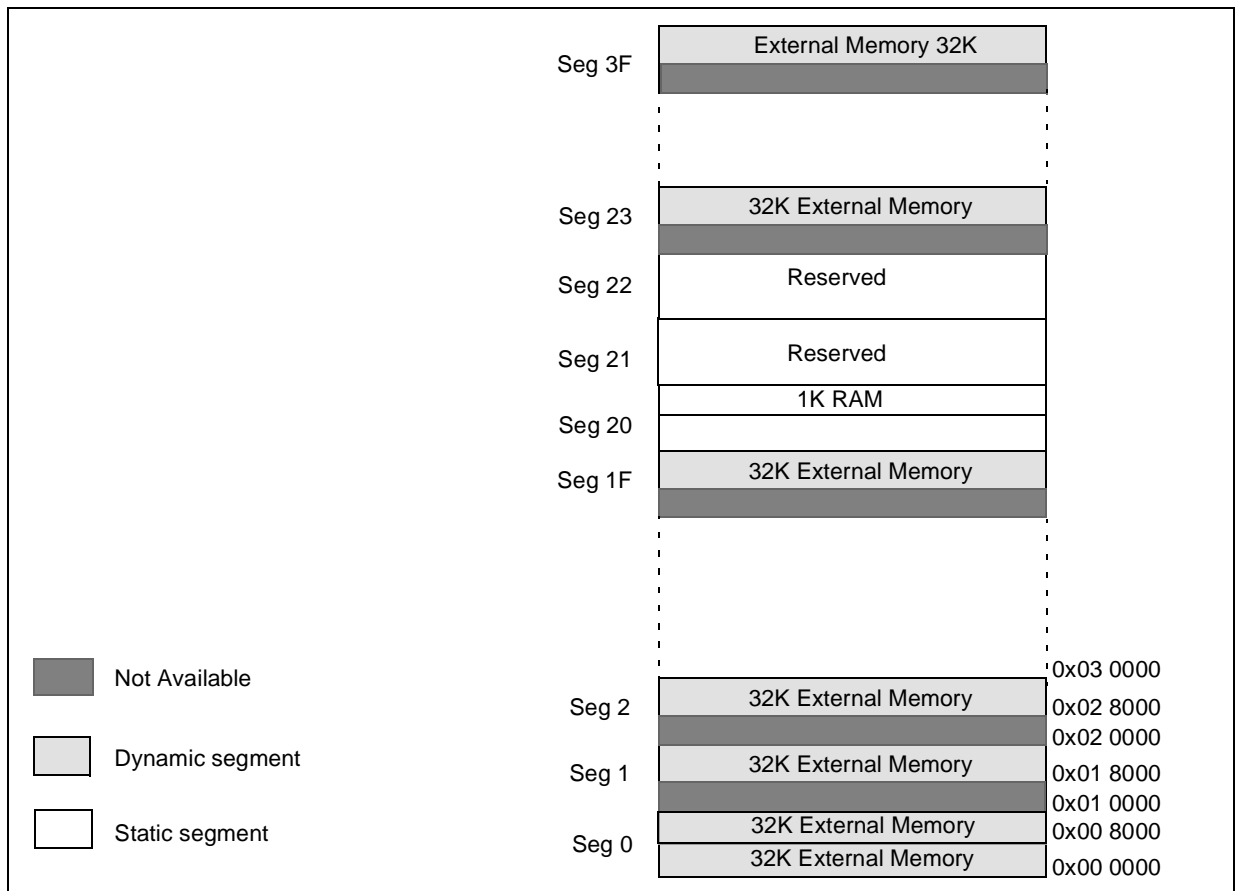 External Memory 32K
Seg 3F
32K External Memory
Seg 23
Reserved
Seg 22
Reserved
Seg 21
1K RAM
Seg 20
32K External Memory
Seg 1F
0x03 0000
Not Available
32K External Memory
Seg 2
0x02 8000
0x02 0000
Dynamic segment
32K External Memory
Seg 1
0x01 8000
0x01 0000
Static segment
32K External Memory
0x00 8000
Seg 0
32K External Memory
0x00 0000